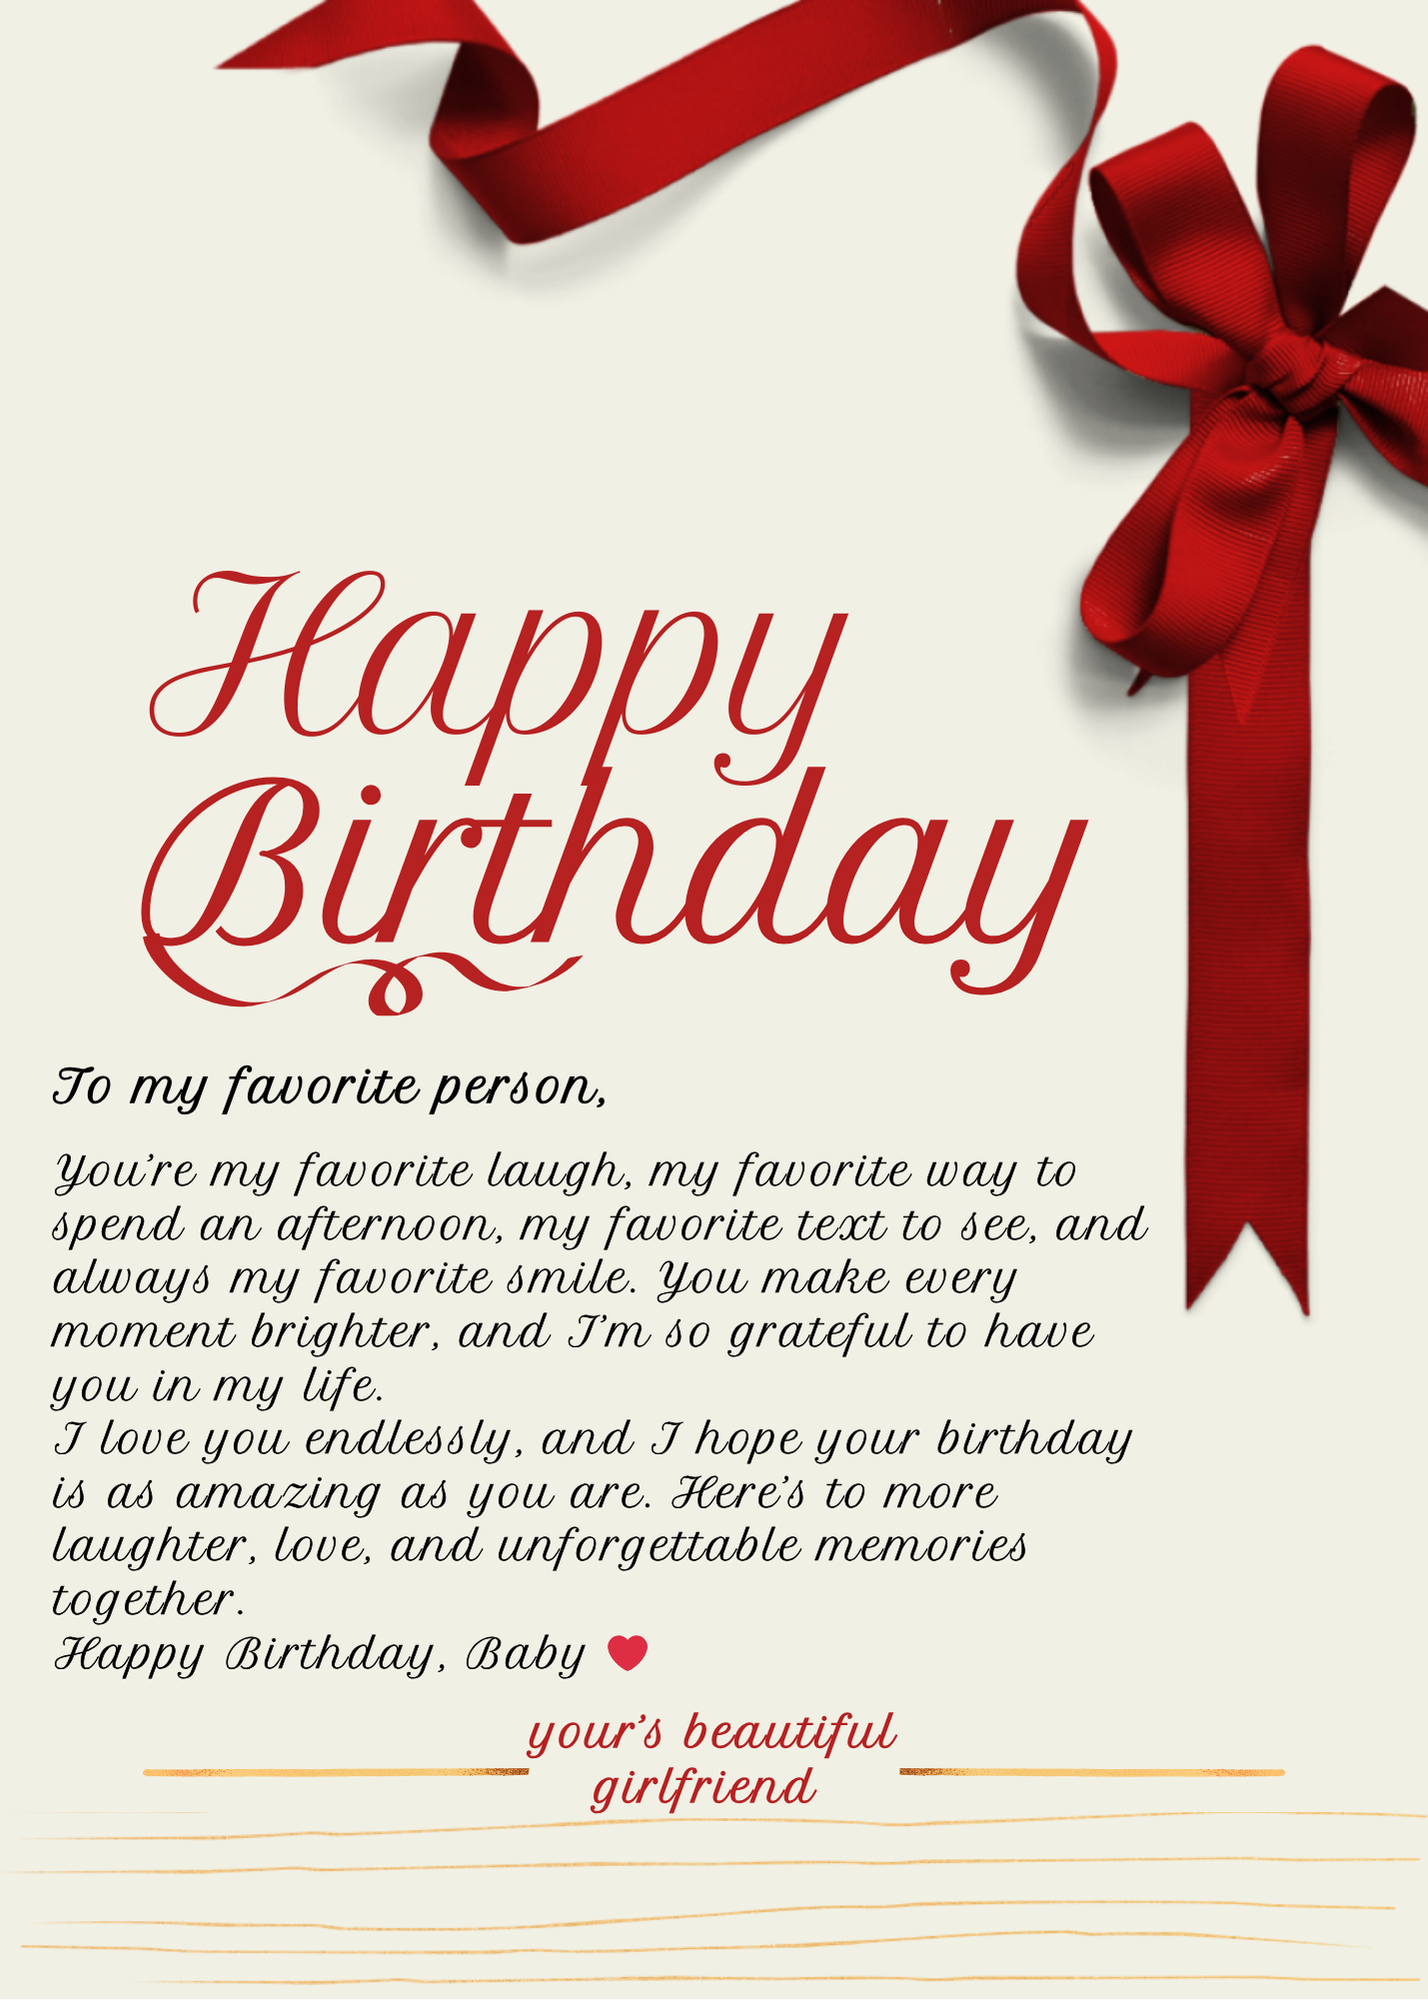 Happy
Birthday
To my favorite person,
You’re my favorite laugh, my favorite way to
spend an afternoon, my favorite text to see, and
always my favorite smile. You make every
moment brighter, and I’m so grateful to have
you in my life.
I love you endlessly, and I hope your birthday
is as amazing as you are. Here’s to more
laughter, love, and unforgettable memories
together.
Happy Birthday, Baby ❤️
your’s beautiful
girlfriend